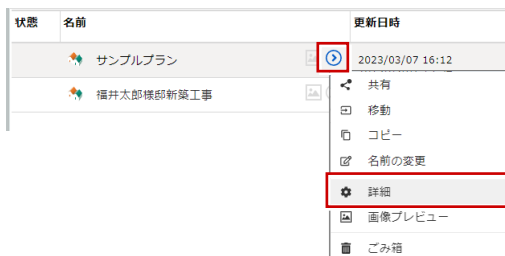 状態 名前 更新日時
サンプルプラン 2023/03/07 16:12
共有
福井太郎様邸新築工事
移動
コピー
名前の変更
詳細
画像プレビュー
ごみ箱